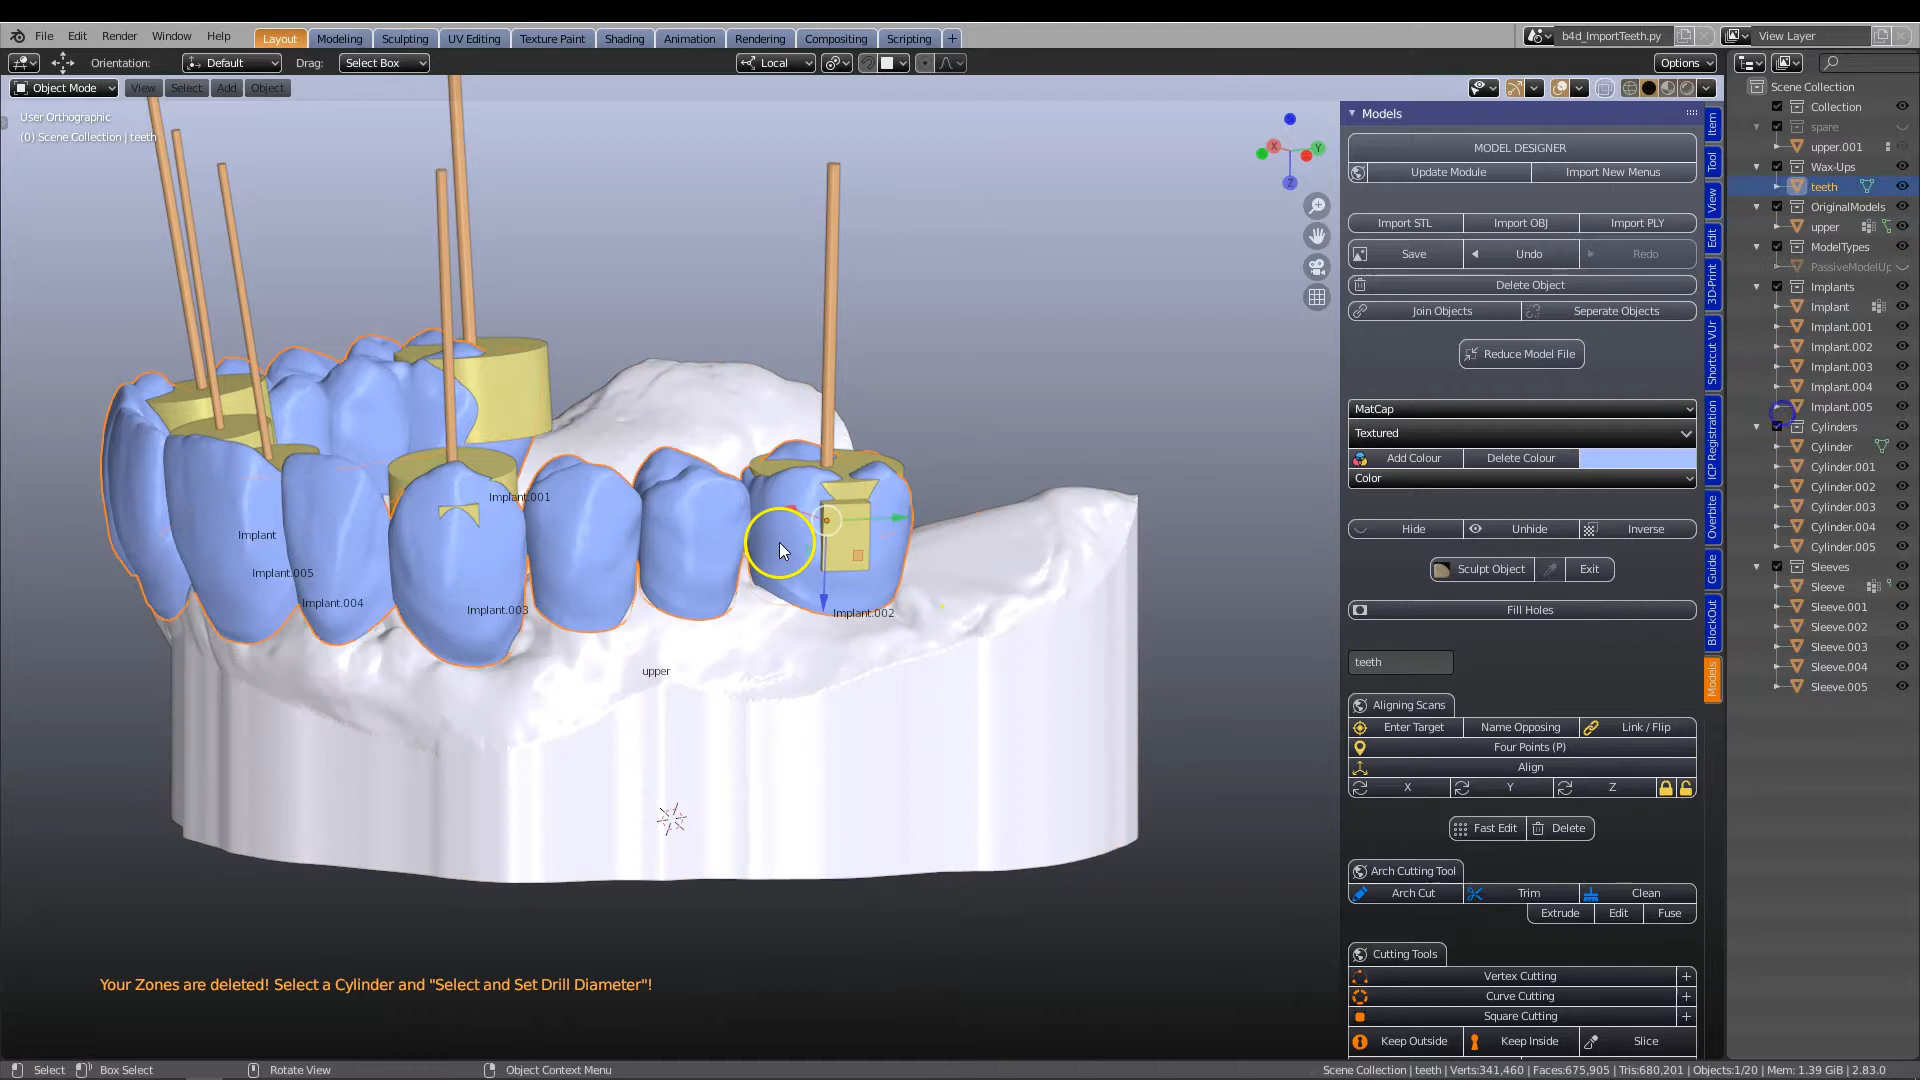 File Edit Render Window Help Layout Modeling Sculpting UV Editing Texture Paint Shading Animation Rendering Compositing Scripting + b4d_ImportTeeth.py View Layer
Orientation: Default Drag: Select Box Local Options
Object Mode View Select Add Object
User Orthographic
(0) Scene Collection | teeth
X Y Z
Implant.001
Implant
Implant.005
Implant.004
Implant.003
Implant.002
upper
Your Zones are deleted! Select a Cylinder and "Select and Set Drill Diameter"!
Models
MODEL DESIGNER
Update Module Import New Menus
Import STL Import OBJ Import PLY
Save Undo Redo
Delete Object
Join Objects Seperate Objects
Reduce Model File
MatCap
Textured
Add Colour Delete Colour
Color
Hide Unhide Inverse
Sculpt Object Exit
Fill Holes
teeth
Aligning Scans
Enter Target Name Opposing Link / Flip
Four Points (P)
Align
X Y Z
Fast Edit Delete
Arch Cutting Tool
Arch Cut Trim Clean
Extrude Edit Fuse
Cutting Tools
Vertex Cutting +
Curve Cutting +
Square Cutting +
Keep Outside Keep Inside Slice
Item
Tool
View
Edit
3D-Print
Shortcut VUr
ICP Registration
Overbite
Guide
BlockOut
Models
Scene Collection
Collection
spare
upper.001
Wax-Ups
teeth
OriginalModels
upper
ModelTypes
PassiveModelUp
Implants
Implant
Implant.001
Implant.002
Implant.003
Implant.004
Implant.005
Cylinders
Cylinder
Cylinder.001
Cylinder.002
Cylinder.003
Cylinder.004
Cylinder.005
Sleeves
Sleeve
Sleeve.001
Sleeve.002
Sleeve.003
Sleeve.004
Sleeve.005
Select Box Select Rotate View Object Context Menu Scene Collection | teeth | Verts:341,460 | Faces:675,905 | Tris:680,201 | Objects:1/20 | Mem: 1.39 GiB | 2.83.0